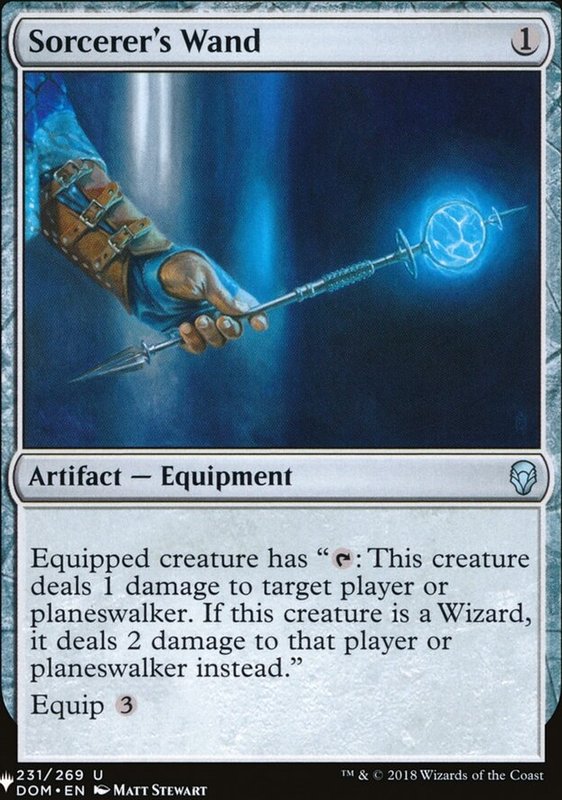 Sorcerer's Wand 1
Artifact — Equipment
Equipped creature has “: This creature
deals 1 damage to target player or
planeswalker. If this creature is a Wizard,
it deals 2 damage to that player or
planeswalker instead.”
Equip 3
231/269 U
DOM • EN Matt Stewart
™ & © 2018 Wizards of the Coast